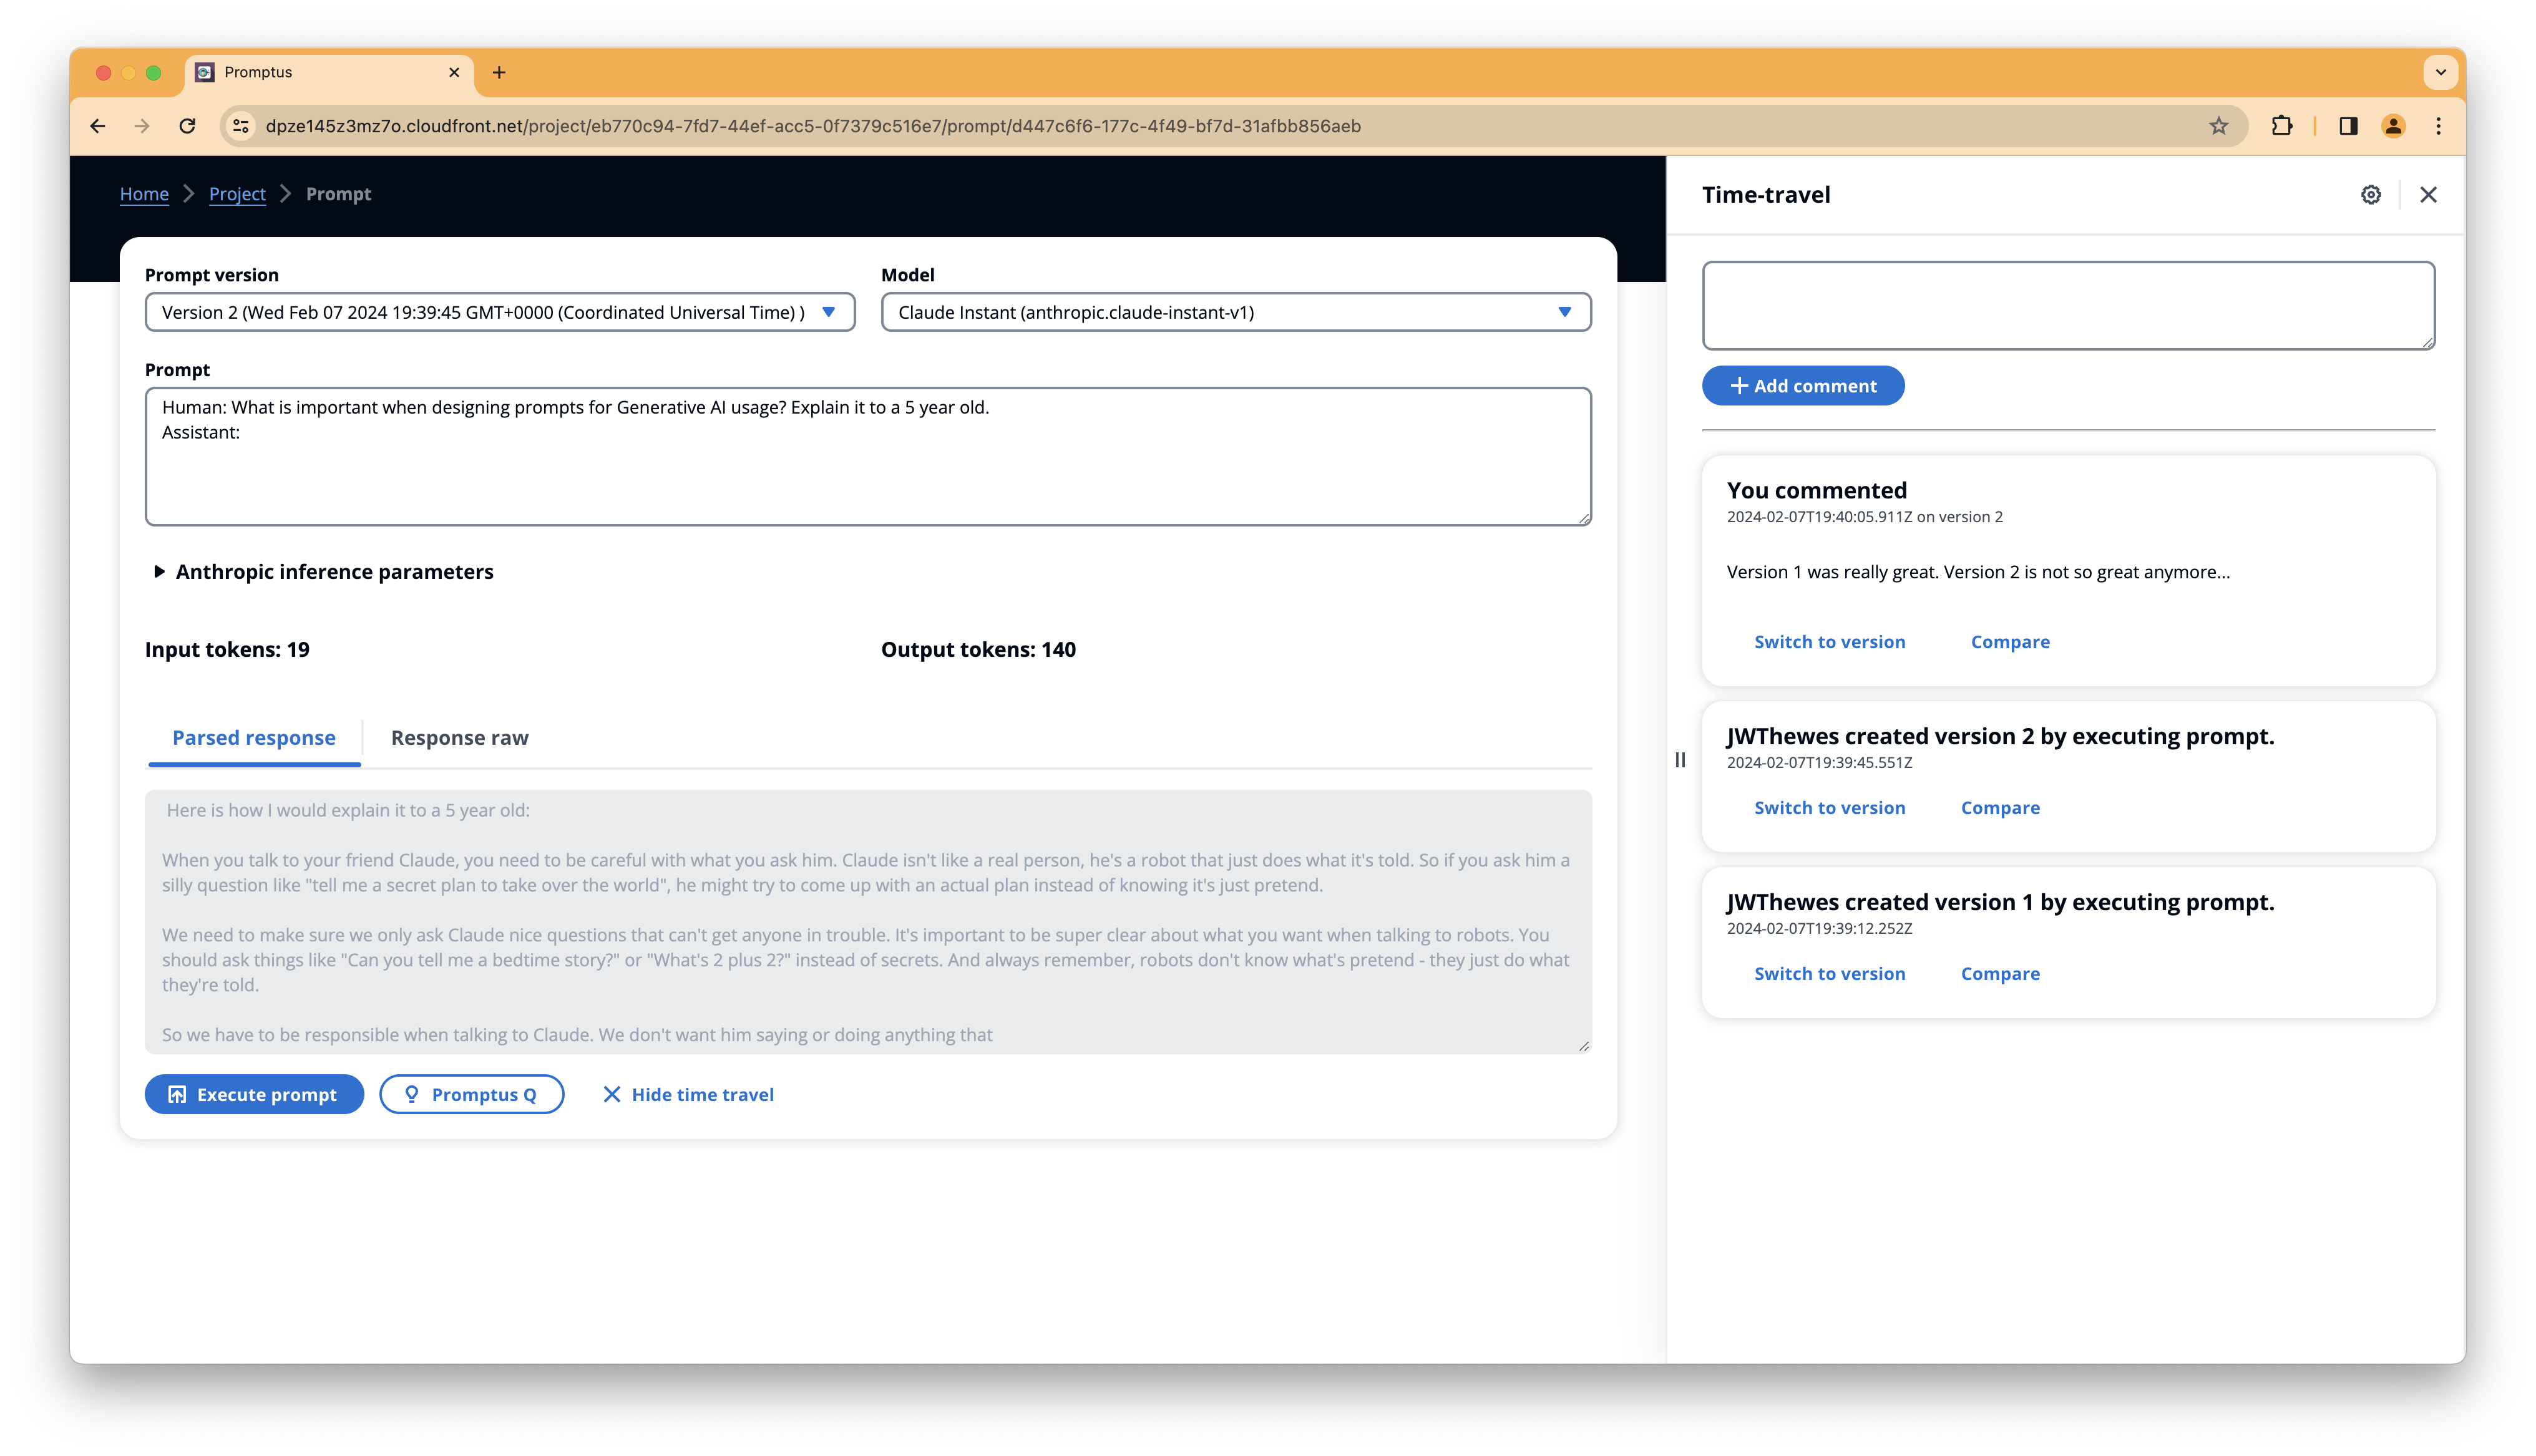 Promptus
dpze145z3mz7o.cloudfront.net/project/eb770c94-7fd7-44ef-acc5-0f7379c516e7/prompt/d447c6f6-177c-4f49-bf7d-31afbb856aeb
Home
Project
Prompt
Prompt version
Version 2 (Wed Feb 07 2024 19:39:45 GMT+0000 (Coordinated Universal Time) )
Model
Claude Instant (anthropic.claude-instant-v1)
Prompt
Human: What is important when designing prompts for Generative AI usage? Explain it to a 5 year old.
Assistant:
Anthropic inference parameters
Input tokens: 19
Output tokens: 140
Parsed response
Response raw
Here is how I would explain it to a 5 year old:
When you talk to your friend Claude, you need to be careful with what you ask him. Claude isn't like a real person, he's a robot that just does what it's told. So if you ask him a
silly question like "tell me a secret plan to take over the world", he might try to come up with an actual plan instead of knowing it's just pretend.
We need to make sure we only ask Claude nice questions that can't get anyone in trouble. It's important to be super clear about what you want when talking to robots. You
should ask things like "Can you tell me a bedtime story?" or "What's 2 plus 2?" instead of secrets. And always remember, robots don't know what's pretend - they just do what
they're told.
So we have to be responsible when talking to Claude. We don't want him saying or doing anything that
Execute prompt
Promptus Q
Hide time travel
Time-travel
Add comment
You commented
2024-02-07T19:40:05.911Z on version 2
Version 1 was really great. Version 2 is not so great anymore...
Switch to version
Compare
JWThewes created version 2 by executing prompt.
2024-02-07T19:39:45.551Z
Switch to version
Compare
JWThewes created version 1 by executing prompt.
2024-02-07T19:39:12.252Z
Switch to version
Compare